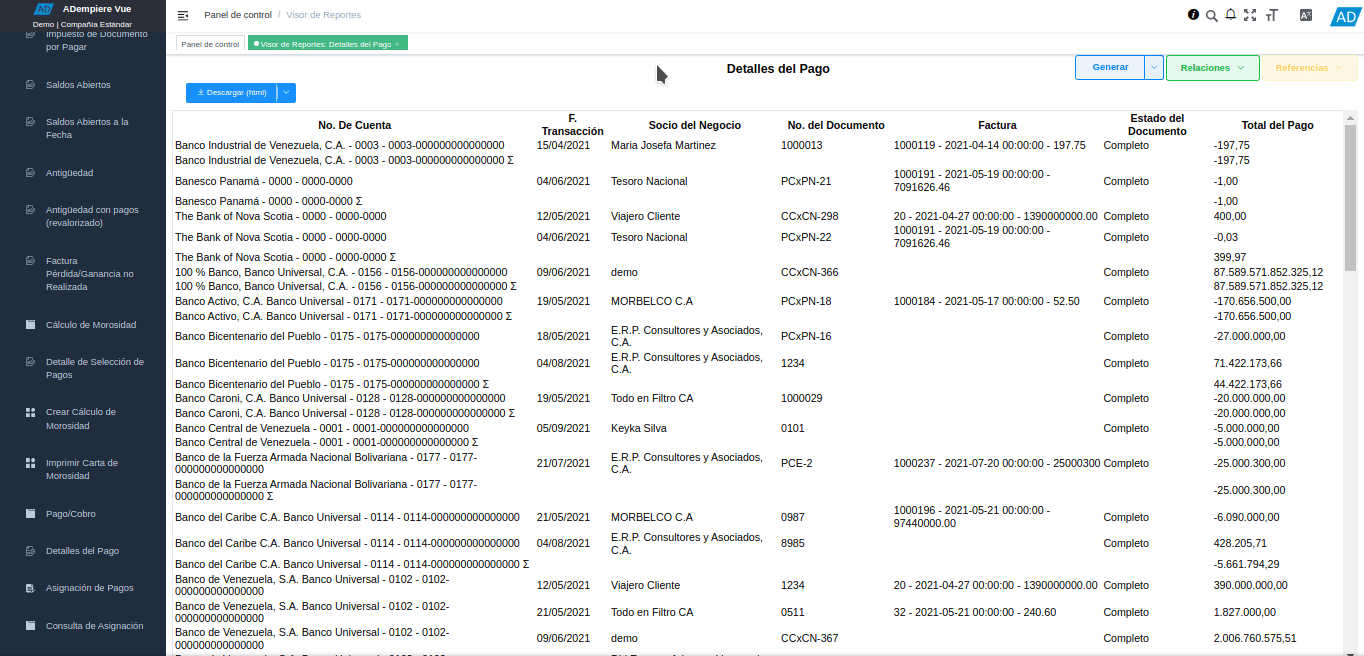 AD ADempiere Vue
Demo | Compañía Estándar
Panel de control / Visor de Reportes
AD
Panel de control
Visor de Reportes: Detalles del Pago ×
Impuesto de Documento
por Pagar
Saldos Abiertos
Saldos Abiertos a la
Fecha
Antigüedad
Antigüedad con pagos
(revalorizado)
Factura
Pérdida/Ganancia no
Realizada
Cálculo de Morosidad
Detalle de Selección de
Pagos
Crear Cálculo de
Morosidad
Imprimir Carta de
Morosidad
Pago/Cobro
Detalles del Pago
Asignación de Pagos
Consulta de Asignación
Detalles del Pago
Generar
Relaciones
Referencias
Descargar (html)
No. De Cuenta F. Transacción Socio del Negocio No. del Documento Factura Estado del Documento Total del Pago
Banco Industrial de Venezuela, C.A. - 0003 - 0003-000000000000000 15/04/2021 Maria Josefa Martinez 1000013 1000119 - 2021-04-14 00:00:00 - 197.75 Completo -197,75
Banco Industrial de Venezuela, C.A. - 0003 - 0003-000000000000000 Σ -197,75
Banesco Panamá - 0000 - 0000-0000 04/06/2021 Tesoro Nacional PCxPN-21 1000191 - 2021-05-19 00:00:00 - 7091626.46 Completo -1,00
Banesco Panamá - 0000 - 0000-0000 Σ -1,00
The Bank of Nova Scotia - 0000 - 0000-0000 12/05/2021 Viajero Cliente CCxCN-298 20 - 2021-04-27 00:00:00 - 1390000000.00 Completo 400,00
The Bank of Nova Scotia - 0000 - 0000-0000 04/06/2021 Tesoro Nacional PCxPN-22 1000191 - 2021-05-19 00:00:00 - 7091626.46 Completo -0,03
The Bank of Nova Scotia - 0000 - 0000-0000 Σ 399,97
100 % Banco, Banco Universal, C.A. - 0156 - 0156-000000000000000 09/06/2021 demo CCxCN-366 Completo 87.589.571.852.325,12
100 % Banco, Banco Universal, C.A. - 0156 - 0156-000000000000000 Σ 87.589.571.852.325,12
Banco Activo, C.A. Banco Universal - 0171 - 0171-000000000000000 19/05/2021 MORBELCO C.A PCxPN-18 1000184 - 2021-05-17 00:00:00 - 52.50 Completo -170.656.500,00
Banco Activo, C.A. Banco Universal - 0171 - 0171-000000000000000 Σ -170.656.500,00
Banco Bicentenario del Pueblo - 0175 - 0175-000000000000000 18/05/2021 E.R.P. Consultores y Asociados, C.A. PCxPN-16 Completo -27.000.000,00
Banco Bicentenario del Pueblo - 0175 - 0175-000000000000000 04/08/2021 E.R.P. Consultores y Asociados, C.A. 1234 Completo 71.422.173,66
Banco Bicentenario del Pueblo - 0175 - 0175-000000000000000 Σ 44.422.173,66
Banco Caroni, C.A. Banco Universal - 0128 - 0128-000000000000000 19/05/2021 Todo en Filtro CA 1000029 Completo -20.000.000,00
Banco Caroni, C.A. Banco Universal - 0128 - 0128-000000000000000 Σ -20.000.000,00
Banco Central de Venezuela - 0001 - 0001-000000000000000 05/09/2021 Keyka Silva 0101 Completo -5.000.000,00
Banco Central de Venezuela - 0001 - 0001-000000000000000 Σ -5.000.000,00
Banco de la Fuerza Armada Nacional Bolivariana - 0177 - 0177-000000000000000 21/07/2021 E.R.P. Consultores y Asociados, C.A. PCE-2 1000237 - 2021-07-20 00:00:00 - 25000300 Completo -25.000.300,00
Banco de la Fuerza Armada Nacional Bolivariana - 0177 - 0177-000000000000000 Σ -25.000.300,00
Banco del Caribe C.A. Banco Universal - 0114 - 0114-000000000000000 21/05/2021 MORBELCO C.A 0987 1000196 - 2021-05-21 00:00:00 - 97440000.00 Completo -6.090.000,00
Banco del Caribe C.A. Banco Universal - 0114 - 0114-000000000000000 04/08/2021 E.R.P. Consultores y Asociados, C.A. 8985 Completo 428.205,71
Banco del Caribe C.A. Banco Universal - 0114 - 0114-000000000000000 Σ -5.661.794,29
Banco de Venezuela, S.A. Banco Universal - 0102 - 0102-000000000000000 12/05/2021 Viajero Cliente 1234 20 - 2021-04-27 00:00:00 - 1390000000.00 Completo 390.000.000,00
Banco de Venezuela, S.A. Banco Universal - 0102 - 0102-000000000000000 21/05/2021 Todo en Filtro CA 0511 32 - 2021-05-21 00:00:00 - 240.60 Completo 1.827.000,00
Banco de Venezuela, S.A. Banco Universal - 0102 - 0102-000000000000000 09/06/2021 demo CCxCN-367 Completo 2.006.760.575,51